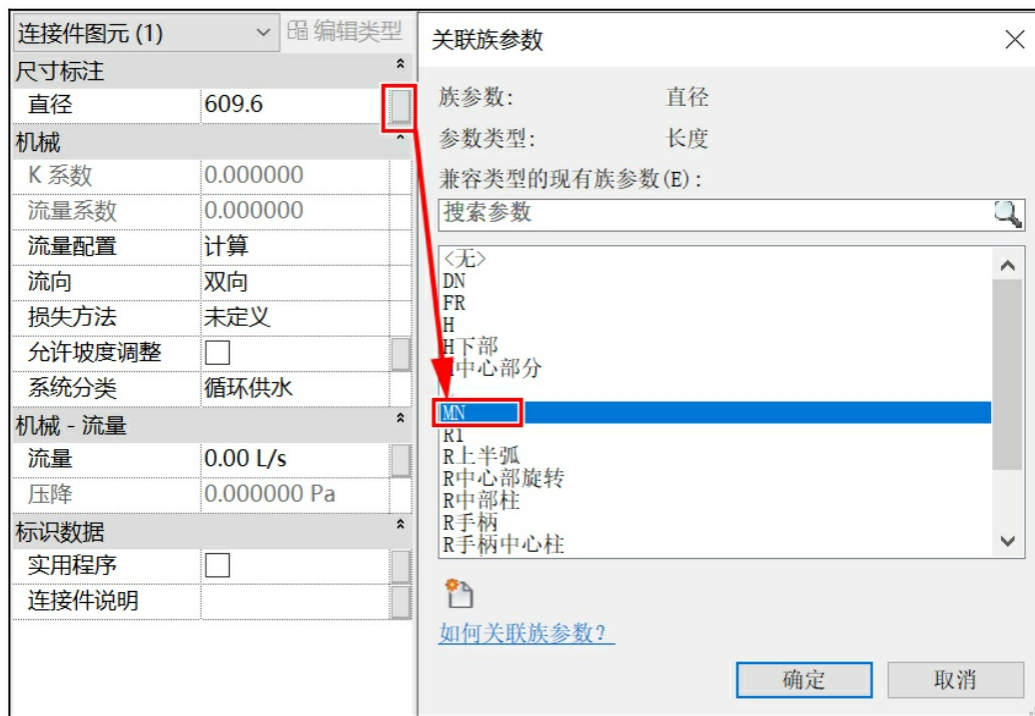 连接件图元 (1)
编辑类型
尺寸标注
直径 609.6
机械
K 系数 0.000000
流量系数 0.000000
流量配置 计算
流向 双向
损失方法 未定义
允许坡度调整
系统分类 循环供水
机械 - 流量
流量 0.00 L/s
压降 0.000000 Pa
标识数据
实用程序
连接件说明
关联族参数
族参数: 直径
参数类型: 长度
兼容类型的现有族参数(E):
搜索参数
<无>
DN
FR
H
H下部
中心部分
MN
R1
R上半弧
R中心部旋转
R中部柱
R手柄
R手柄中心柱
如何关联族参数?
确定
取消